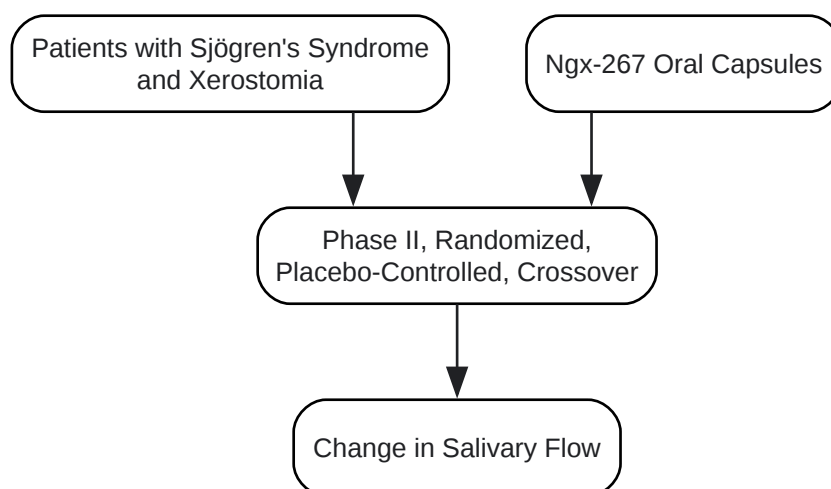 Patients with Sjögren's Syndrome
and Xerostomia
Ngx-267 Oral Capsules
Phase II, Randomized,
Placebo-Controlled, Crossover
Change in Salivary Flow